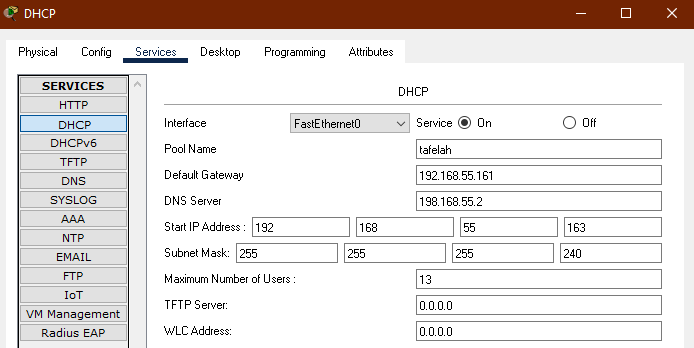 DHCP
Physical Config Services Desktop Programming Attributes
SERVICES
HTTP
DHCP
DHCPv6
TFTP
DNS
SYSLOG
AAA
NTP
EMAIL
FTP
IoT
VM Management
Radius EAP
DHCP
Interface FastEthernet0 Service On Off
Pool Name tafelah
Default Gateway 192.168.55.161
DNS Server 198.168.55.2
Start IP Address : 192 168 55 163
Subnet Mask: 255 255 255 240
Maximum Number of Users : 13
TFTP Server: 0.0.0.0
WLC Address: 0.0.0.0